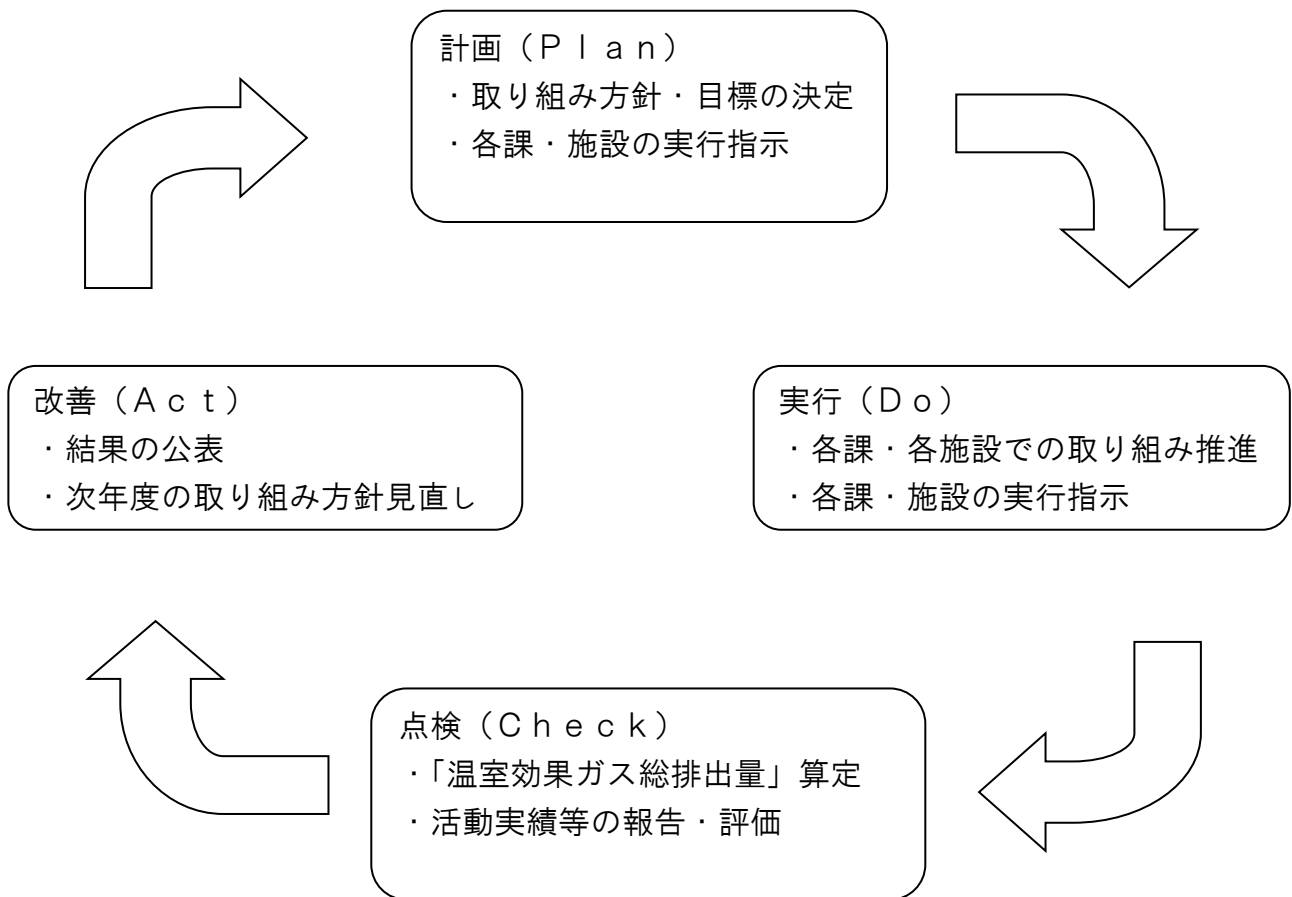 計画（Ｐｌａｎ）
・取り組み方針・目標の決定
・各課・施設の実行指示
改善（Ａｃｔ）
・結果の公表
・次年度の取り組み方針見直し
実行（Ｄｏ）
・各課・各施設での取り組み推進
・各課・施設の実行指示
点検（Ｃｈｅｃｋ）
・「温室効果ガス総排出量」算定
・活動実績等の報告・評価